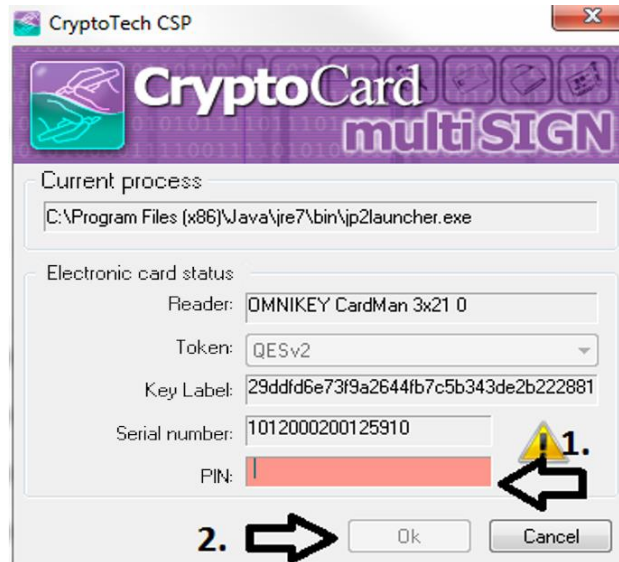 CryptoTech CSP
CryptoCard
multiSIGN
Current process
C:\Program Files (x86)\Java\jre7\bin\jp2launcher.exe
Electronic card status
Reader: OMNIKEY CardMan 3x21 0
Token: QESv2
Key Label: 29ddfd6e73f9a2644fb7c5b343de2b222881
Serial number: 1012000200125910
1.
PIN:
2. Ok Cancel